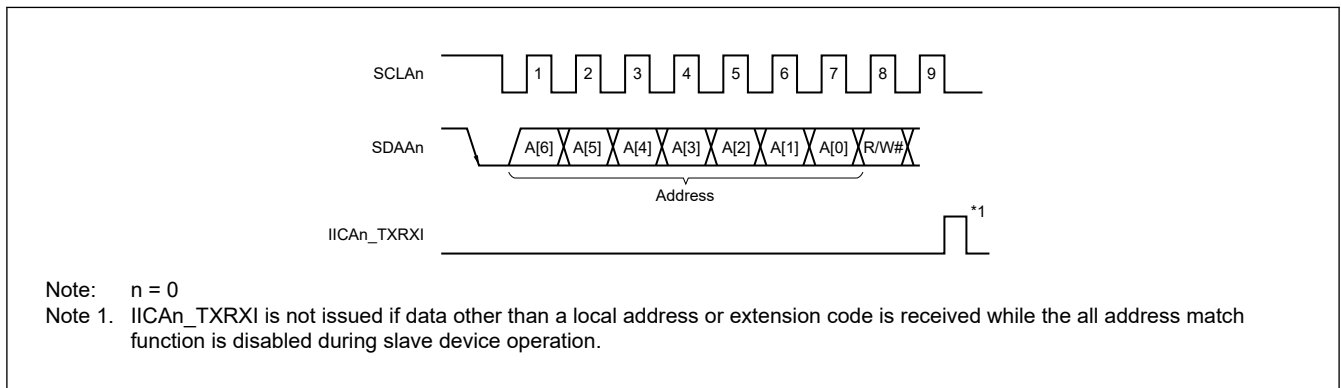 SCLAn
1 2 3 4 5 6 7 8 9
SDAAn
A[6] A[5] A[4] A[3] A[2] A[1] A[0] R/W#
Address
IICAn_TXRXI
*1
Note: n = 0
Note 1. IICAn_TXRXI is not issued if data other than a local address or extension code is received while the all address match
function is disabled during slave device operation.